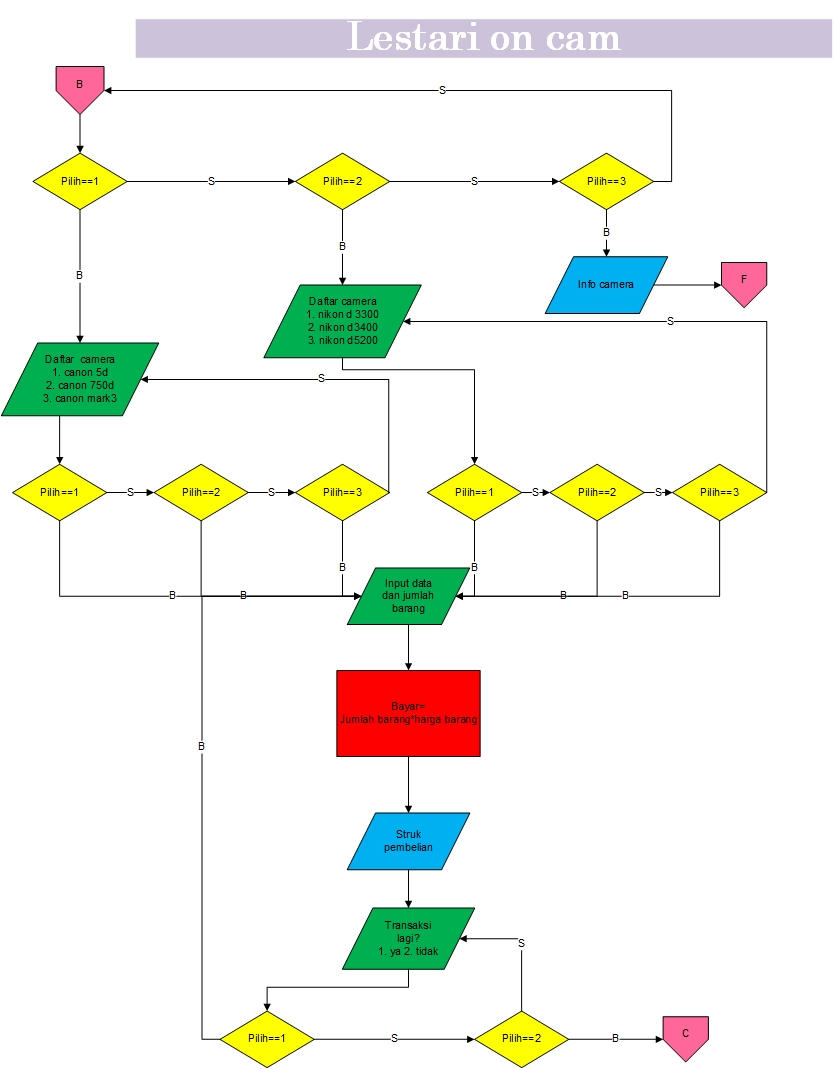 Lestari on cam
B
S
Pilih==1
S
Pilih==2
S
Pilih==3
B
B
B
Info camera
F
Daftar camera
1. nikon d 3300
2. nikon d3400
3. nikon d5200
S
Daftar camera
1. canon 5d
2. canon 750d
3. canon mark3
S
Pilih==1
S
Pilih==2
S
Pilih==3
Pilih==1
S
Pilih==2
S
Pilih==3
B
B
Input data
dan jumlah
barang
B
B
B
B
Bayar=
Jumlah barang*harga barang
B
Struk
pembelian
Transaksi
lagi?
1. ya 2. tidak
S
Pilih==1
S
Pilih==2
B
C